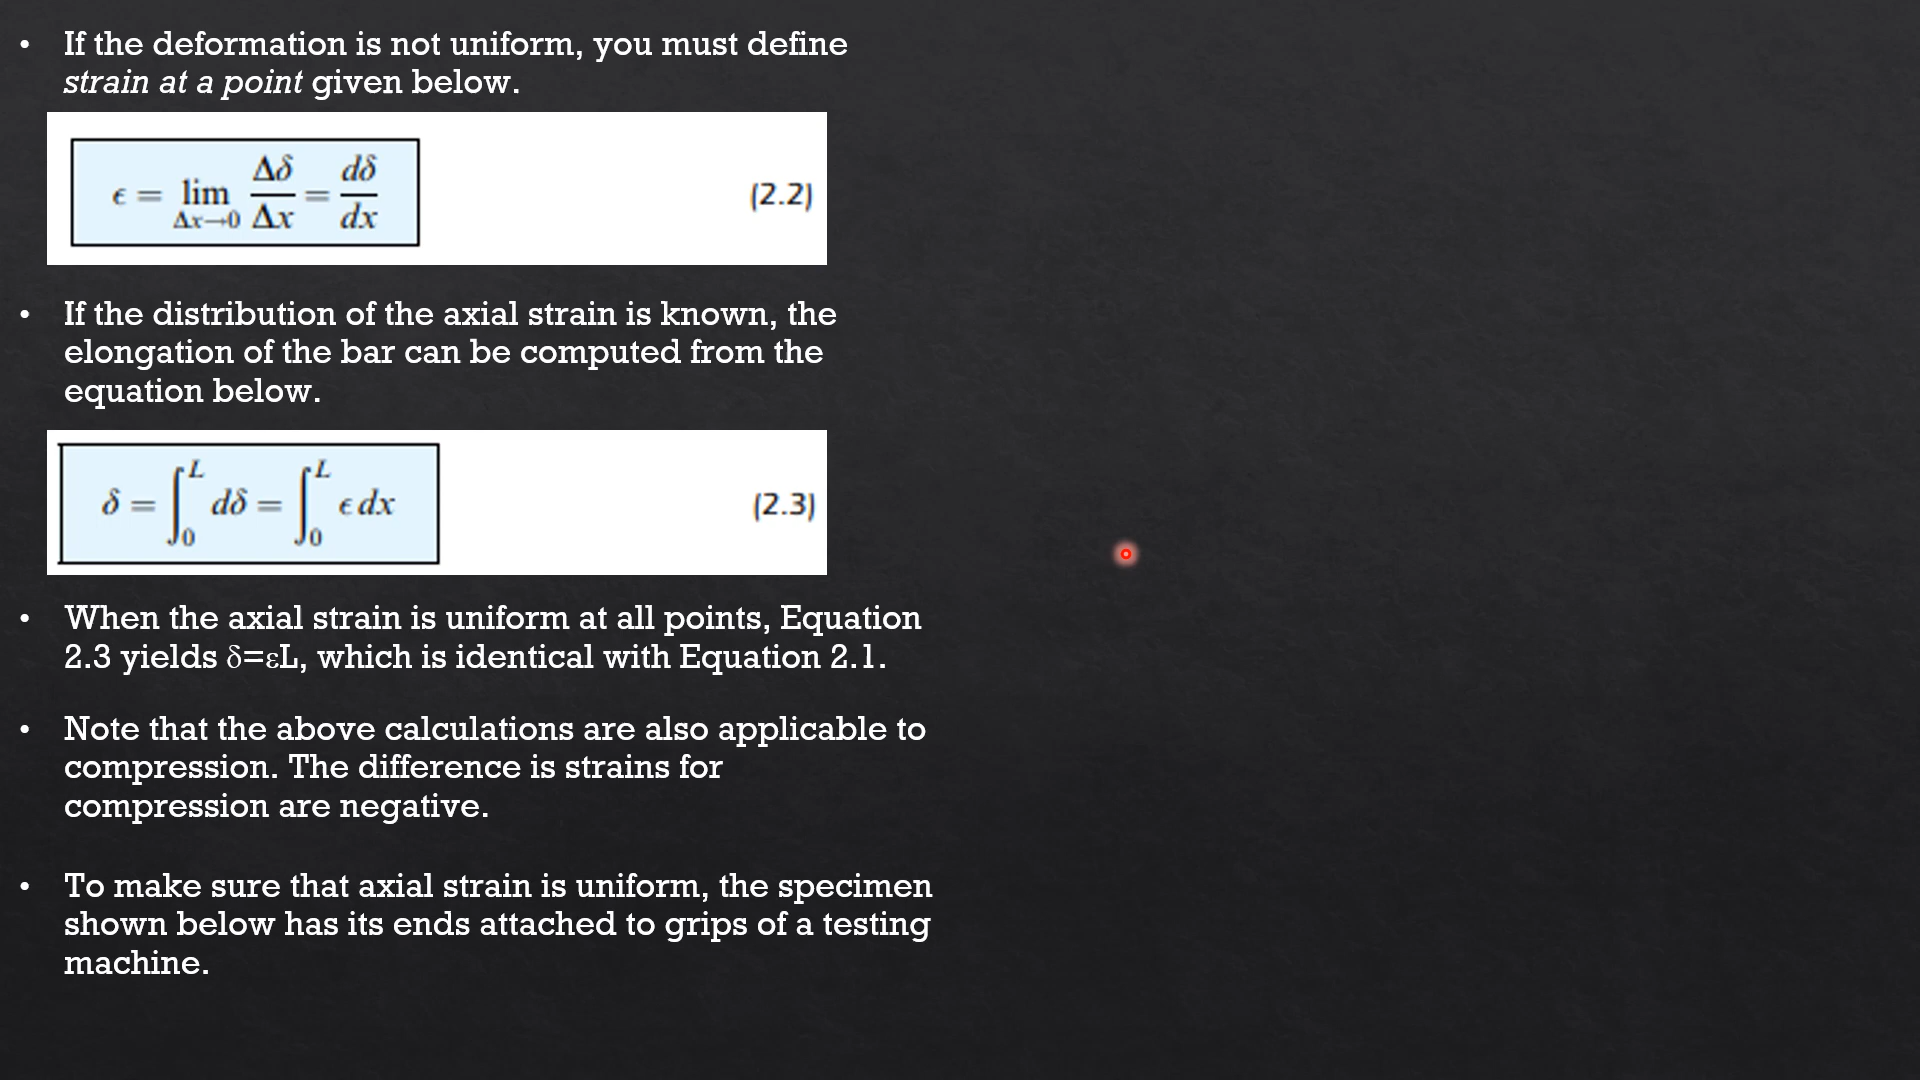 • If the deformation is not uniform, you must define
strain at a point given below.
ϵ = lim Δx→0 Δδ/Δx = dδ/dx (2.2)
• If the distribution of the axial strain is known, the
elongation of the bar can be computed from the
equation below.
δ = ∫₀ᴸ dδ = ∫₀ᴸ ϵ dx (2.3)
• When the axial strain is uniform at all points, Equation
2.3 yields δ=εL, which is identical with Equation 2.1.
• Note that the above calculations are also applicable to
compression. The difference is strains for
compression are negative.
• To make sure that axial strain is uniform, the specimen
shown below has its ends attached to grips of a testing
machine.